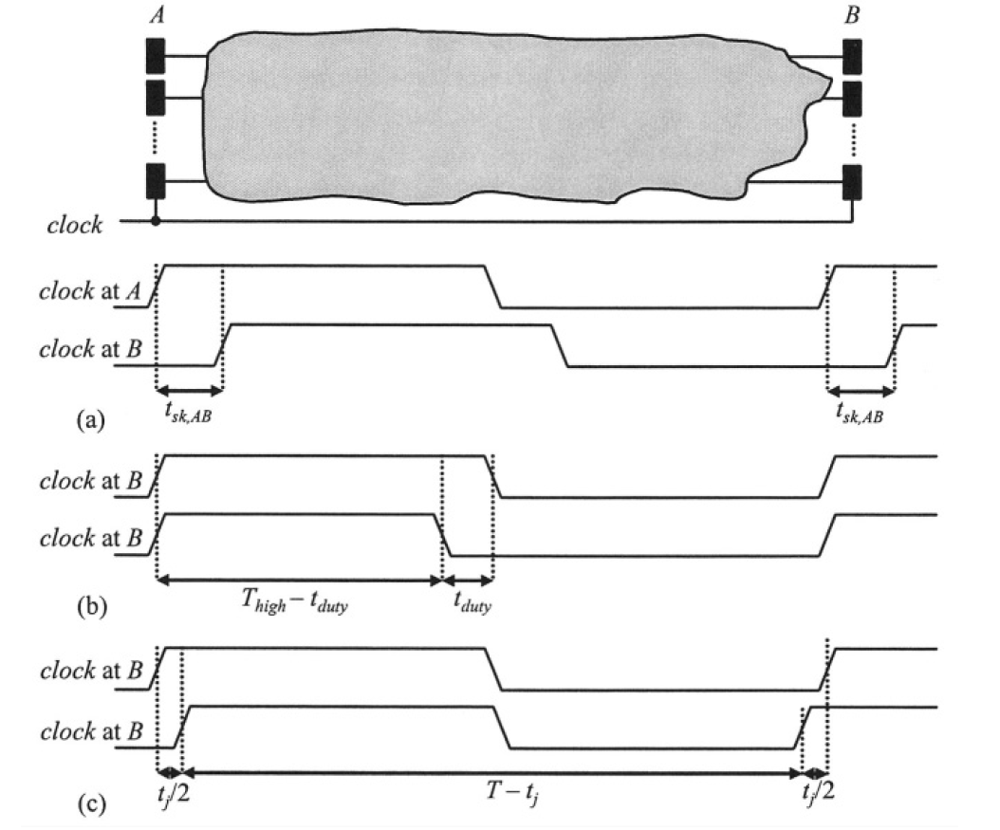 A B
clock
clock at A
clock at B
t_sk,AB t_sk,AB
(a)
clock at B
clock at B
T_high – t_duty t_duty
(b)
clock at B
clock at B
t_j/2 T – t_j t_j/2
(c)